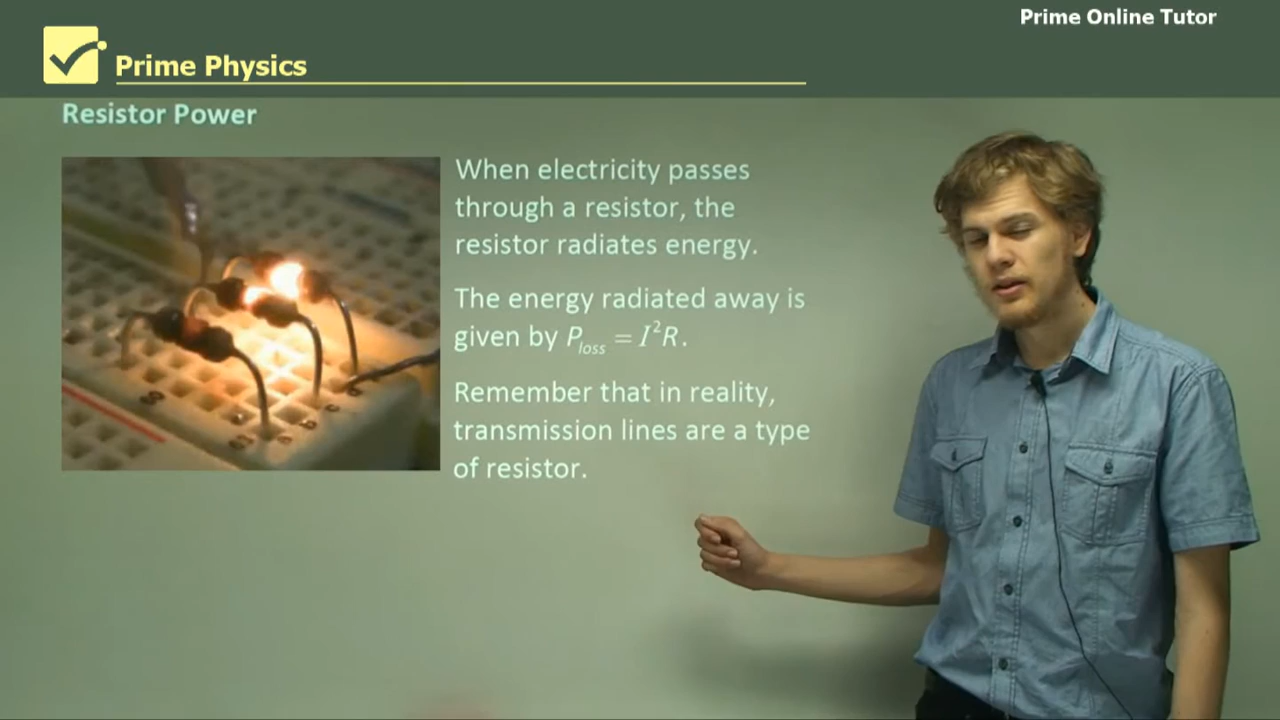 Prime Online Tutor
Prime Physics
Resistor Power
When electricity passes
through a resistor, the
resistor radiates energy.
The energy radiated away is
given by P_loss = I²R.
Remember that in reality,
transmission lines are a type
of resistor.